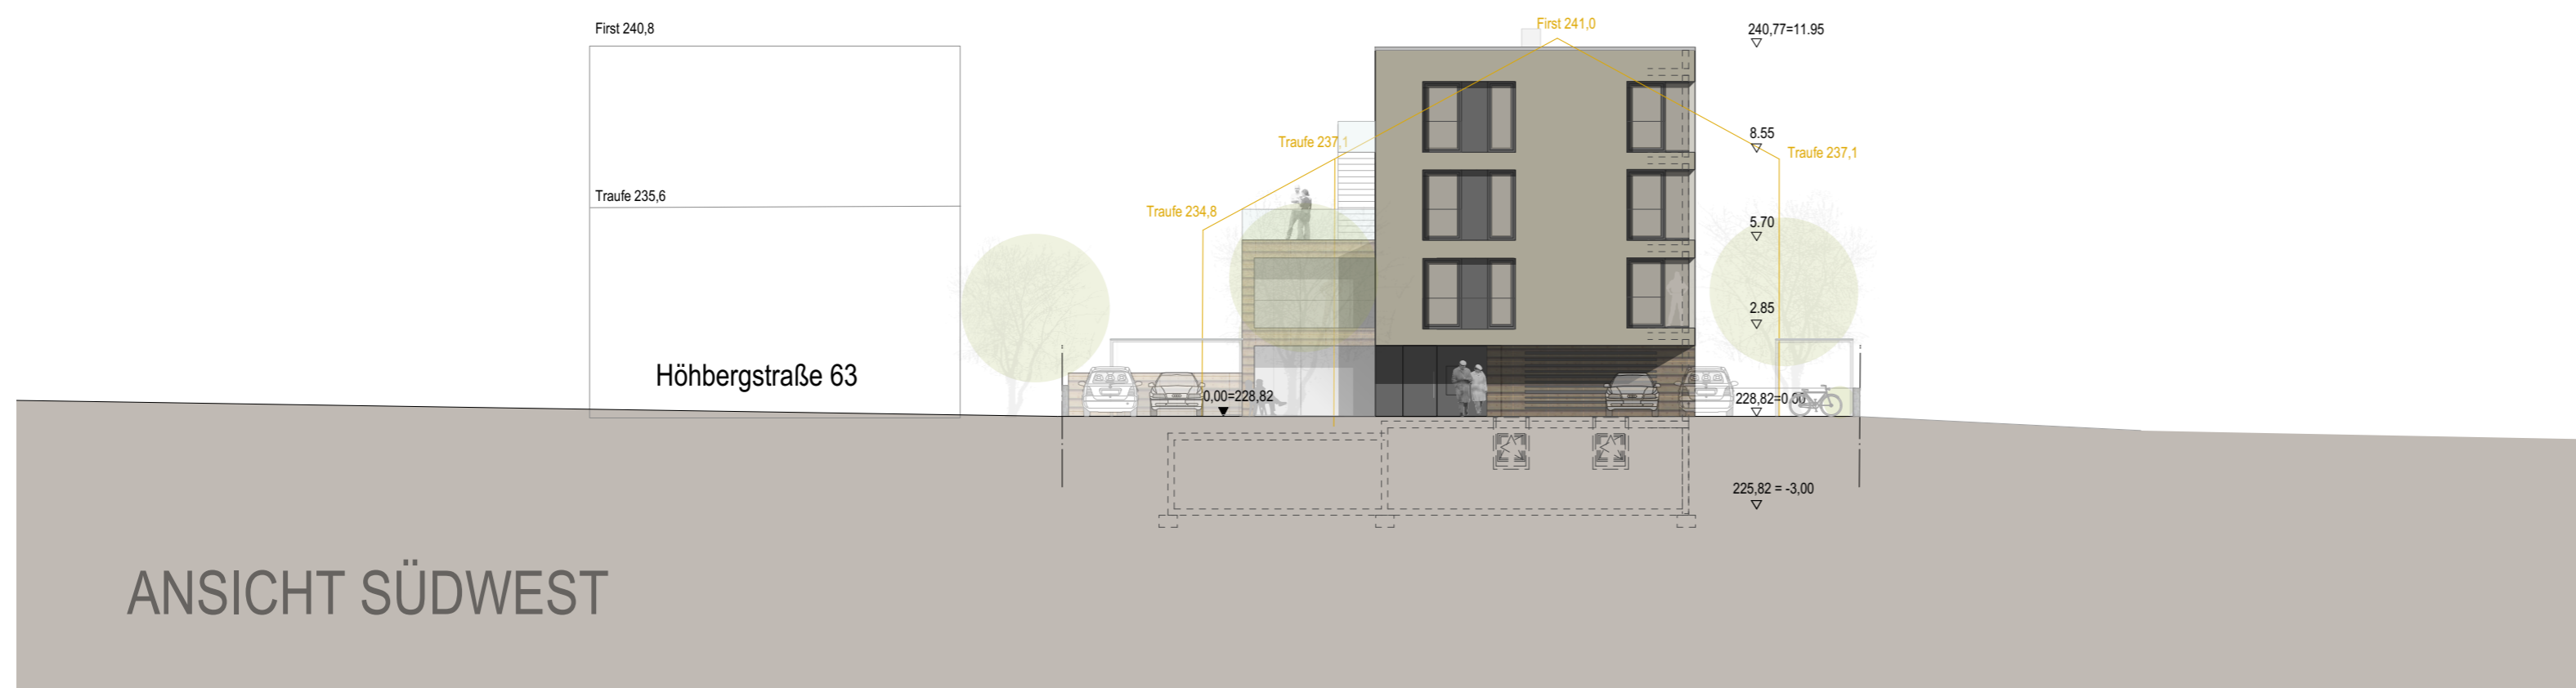 First 240,8
First 241,0
240,77=11.95
8.55
Traufe 237,1
Traufe 237,1
Traufe 235,6
Traufe 234,8
5.70
2.85
Höhbergstraße 63
0,00=228,82
228,82=0,00
225,82 = -3,00
ANSICHT SÜDWEST